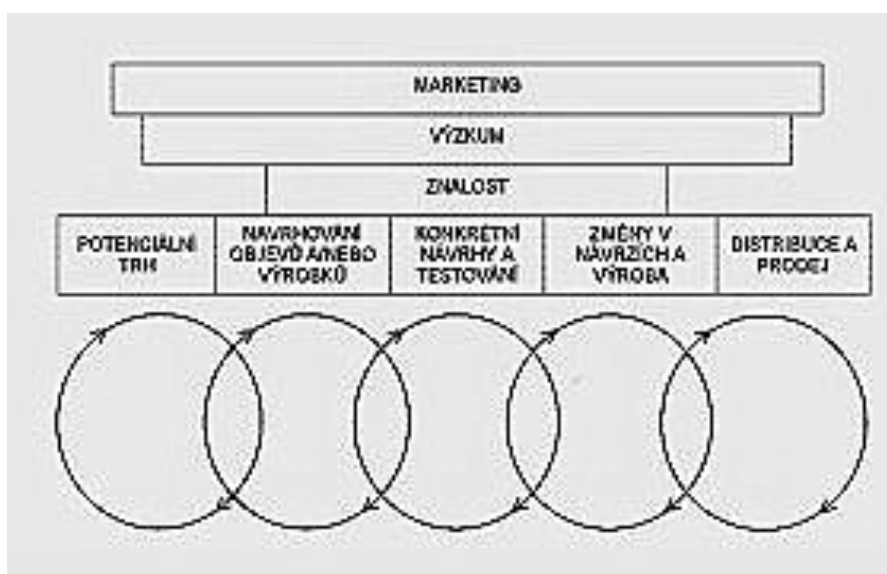 MARKETING
VÝZKUM
ZNALOST
POTENCIÁLNÍ
TRH
NAVRHOVÁNÍ
OBJEVŮ A/NEBO
VÝROBKŮ
KONKRÉTNÍ
NÁVRHY A
TESTOVÁNÍ
ZMĚNY V
NÁVRZÍCH A
VÝROBA
DISTRIBUCE A
PRODEJ